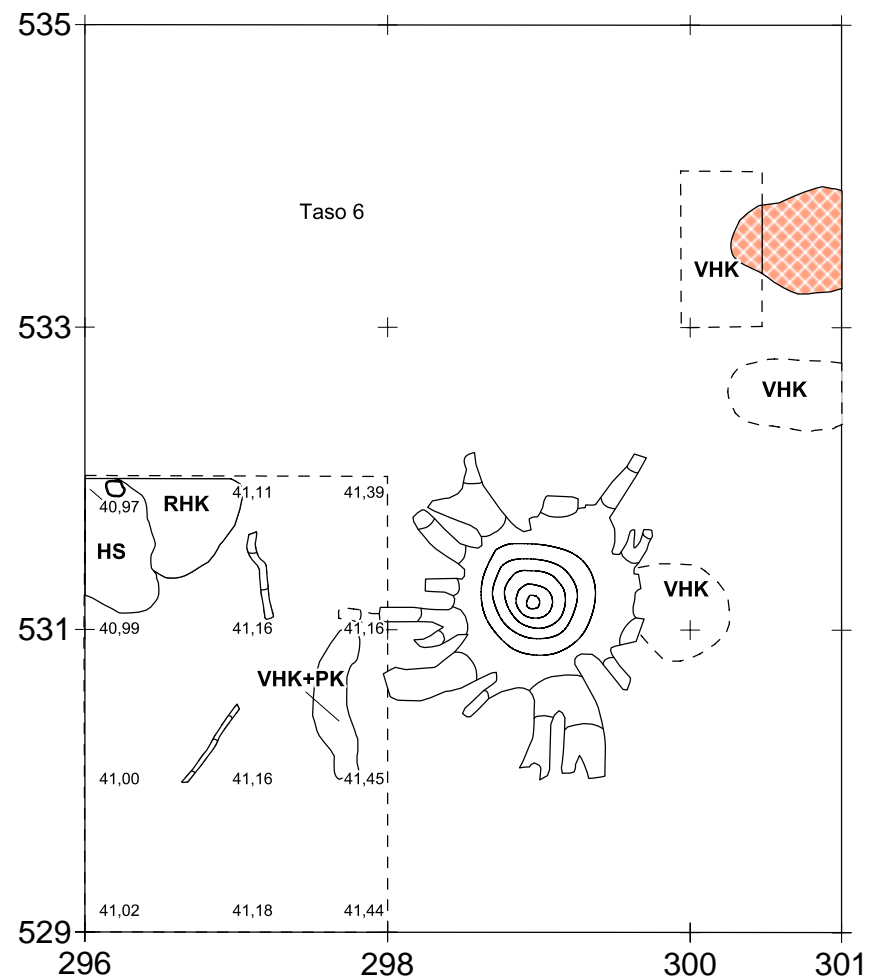 535
Taso 6
VHK
533
VHK
41,11 41,39
40,97 RHK
HS
VHK
531 40,99 41,16 41,16
VHK+PK
41,00 41,16 41,45
41,02 41,18 41,44
529
296 298 300 301